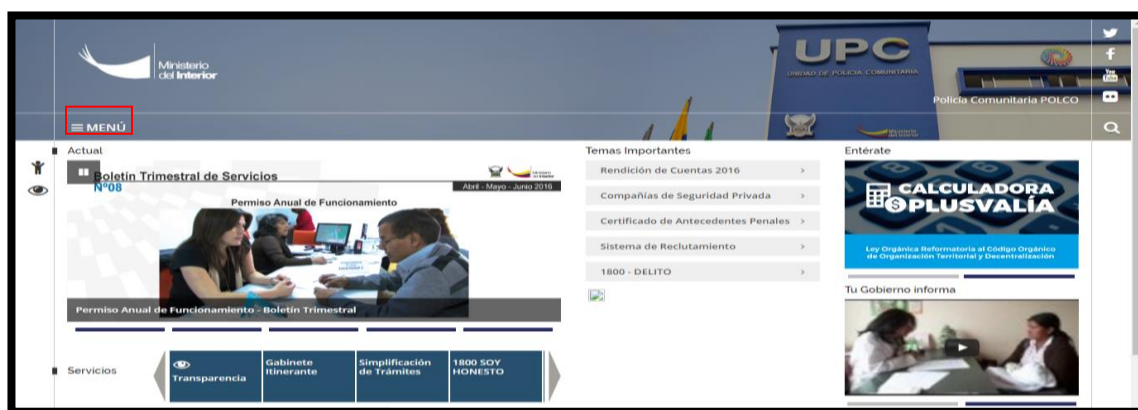 Ministerio
del Interior
UPC
UNIDAD DE POLICÍA COMUNITARIA
Policía Comunitaria POLCO
MENÚ
Actual
Boletín Trimestral de Servicios
N°08
Abril - Mayo - Junio 2016
Permiso Anual de Funcionamiento
Permiso Anual de Funcionamiento - Boletín Trimestral
Servicios
Transparencia
Gabinete
Itinerante
Simplificación
de Trámites
1800 SOY
HONESTO
Temas Importantes
Rendición de Cuentas 2016
Compañías de Seguridad Privada
Certificado de Antecedentes Penales
Sistema de Reclutamiento
1800 - DELITO
Entérate
CALCULADORA
PLUSVALÍA
Ley Orgánica Reformatoria al Código Orgánico
de Organización Territorial y Decentralización
Tu Gobierno informa
You